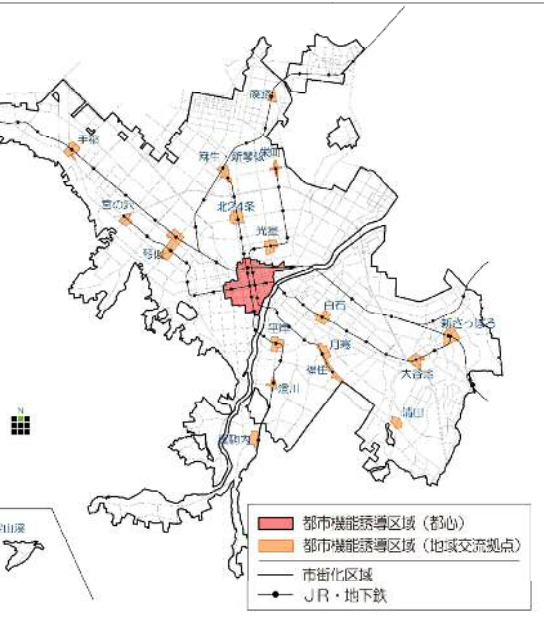 篠路
手稲
麻生・新琴似
栄町
宮の沢
北24条
光星
琴似
白石
新さっぽろ
平岸
月寒
大谷地
福住
澄川
清田
真駒内
N
都市機能誘導区域（都心）
都市機能誘導区域（地域交流拠点）
市街化区域
ＪＲ・地下鉄